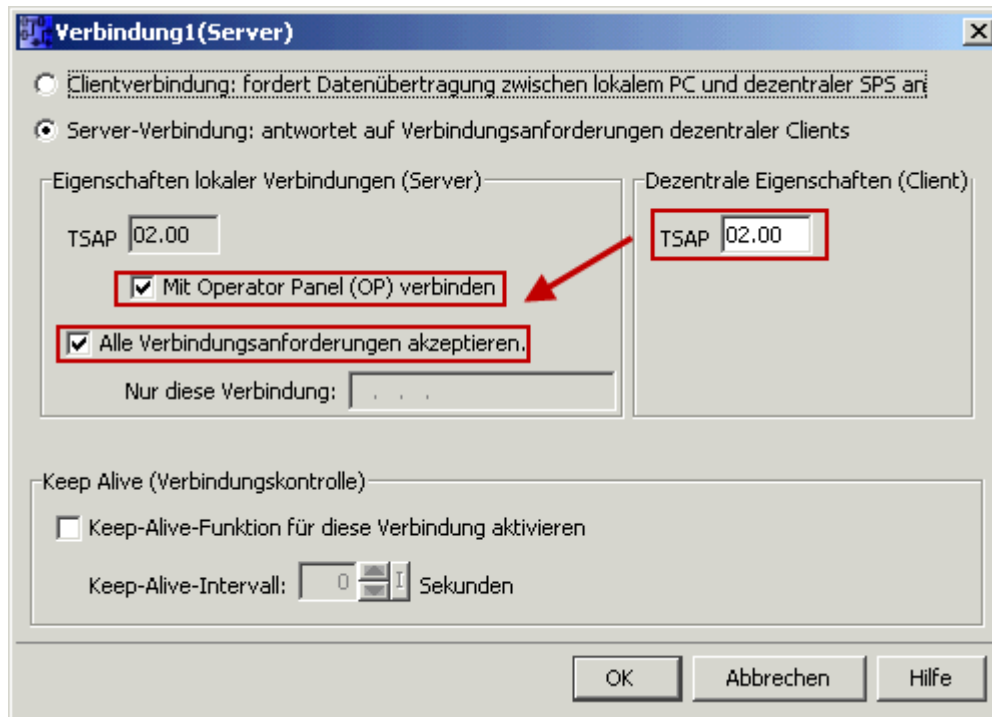 Verbindung1(Server)
Clientverbindung: fordert Datenübertragung zwischen lokalem PC und dezentraler SPS an
Server-Verbindung: antwortet auf Verbindungsanforderungen dezentraler Clients
Eigenschaften lokaler Verbindungen (Server)
TSAP 02.00
Mit Operator Panel (OP) verbinden
Alle Verbindungsanforderungen akzeptieren.
Nur diese Verbindung: . . .
Dezentrale Eigenschaften (Client)
TSAP 02.00
Keep Alive (Verbindungskontrolle)
Keep-Alive-Funktion für diese Verbindung aktivieren
Keep-Alive-Intervall: 0 I Sekunden
OK Abbrechen Hilfe